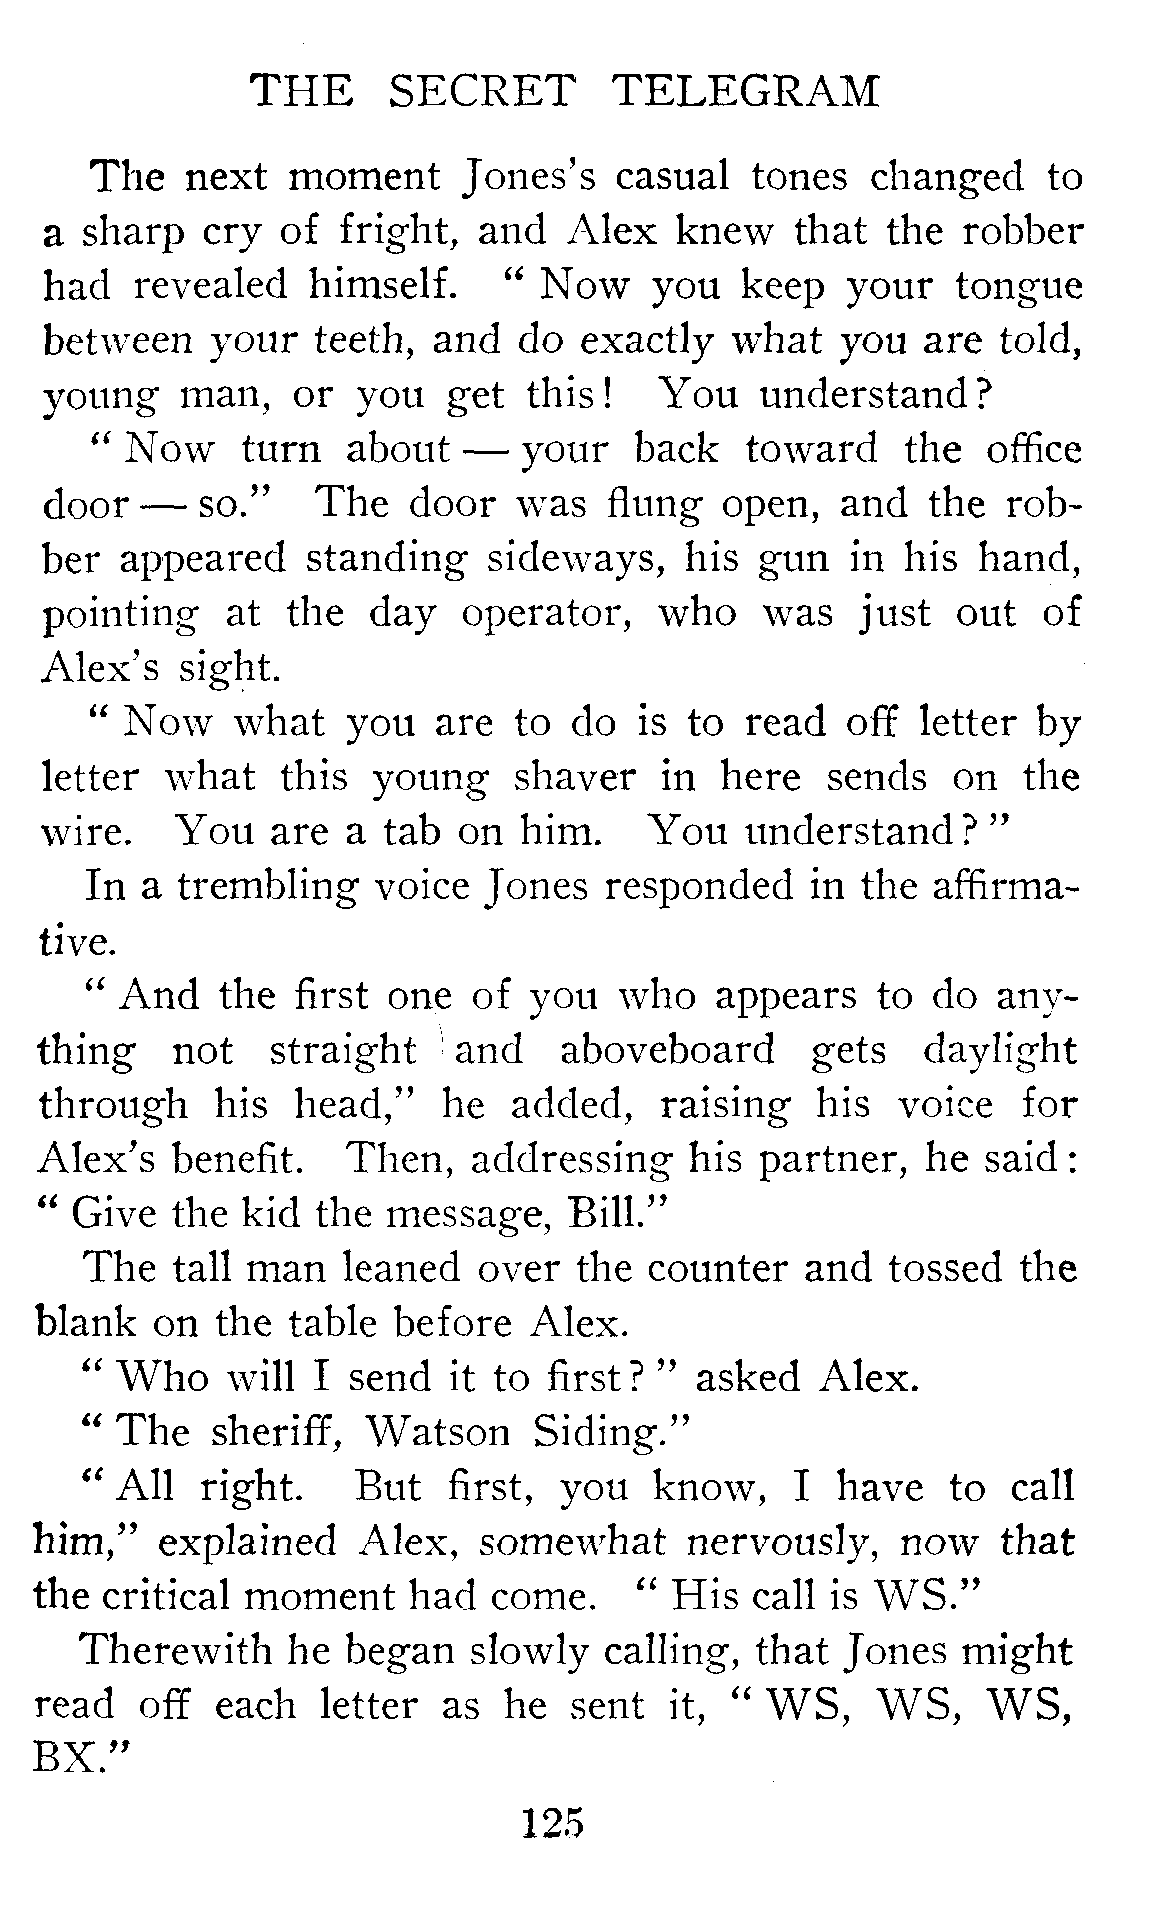 THE SECRET TELEGRAM
The next moment Jones's casual tones changed to
a sharp cry of fright, and Alex knew that the robber
had revealed himself. " Now you keep your tongue
between your teeth, and do exactly what you are told,
young man, or you get this! You understand?
" Now turn about — your back toward the office
door — so." The door was flung open, and the rob-
ber appeared standing sideways, his gun in his hand,
pointing at the day operator, who was just out of
Alex's sight.
" Now what you are to do is to read off letter by
letter what this young shaver in here sends on the
wire. You are a tab on him. You understand? "
In a trembling voice Jones responded in the affirma-
tive.
" And the first one of you who appears to do any-
thing not straight and aboveboard gets daylight
through his head," he added, raising his voice for
Alex's benefit. Then, addressing his partner, he said:
" Give the kid the message, Bill."
The tall man leaned over the counter and tossed the
blank on the table before Alex.
" Who will I send it to first? " asked Alex.
" The sheriff, Watson Siding."
" All right. But first, you know, I have to call
him," explained Alex, somewhat nervously, now that
the critical moment had come. " His call is WS."
Therewith he began slowly calling, that Jones might
read off each letter as he sent it, " WS, WS, WS,
BX."
125